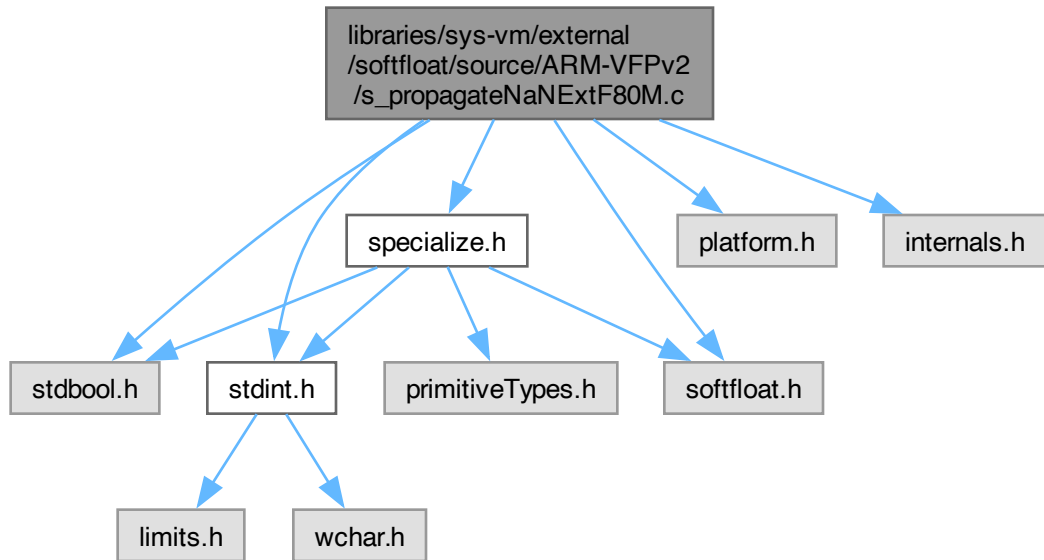 libraries/sys-vm/external
/softfloat/source/ARM-VFPv2
/s_propagateNaNExtF80M.c
specialize.h
platform.h
internals.h
stdbool.h
stdint.h
primitiveTypes.h
softfloat.h
limits.h
wchar.h